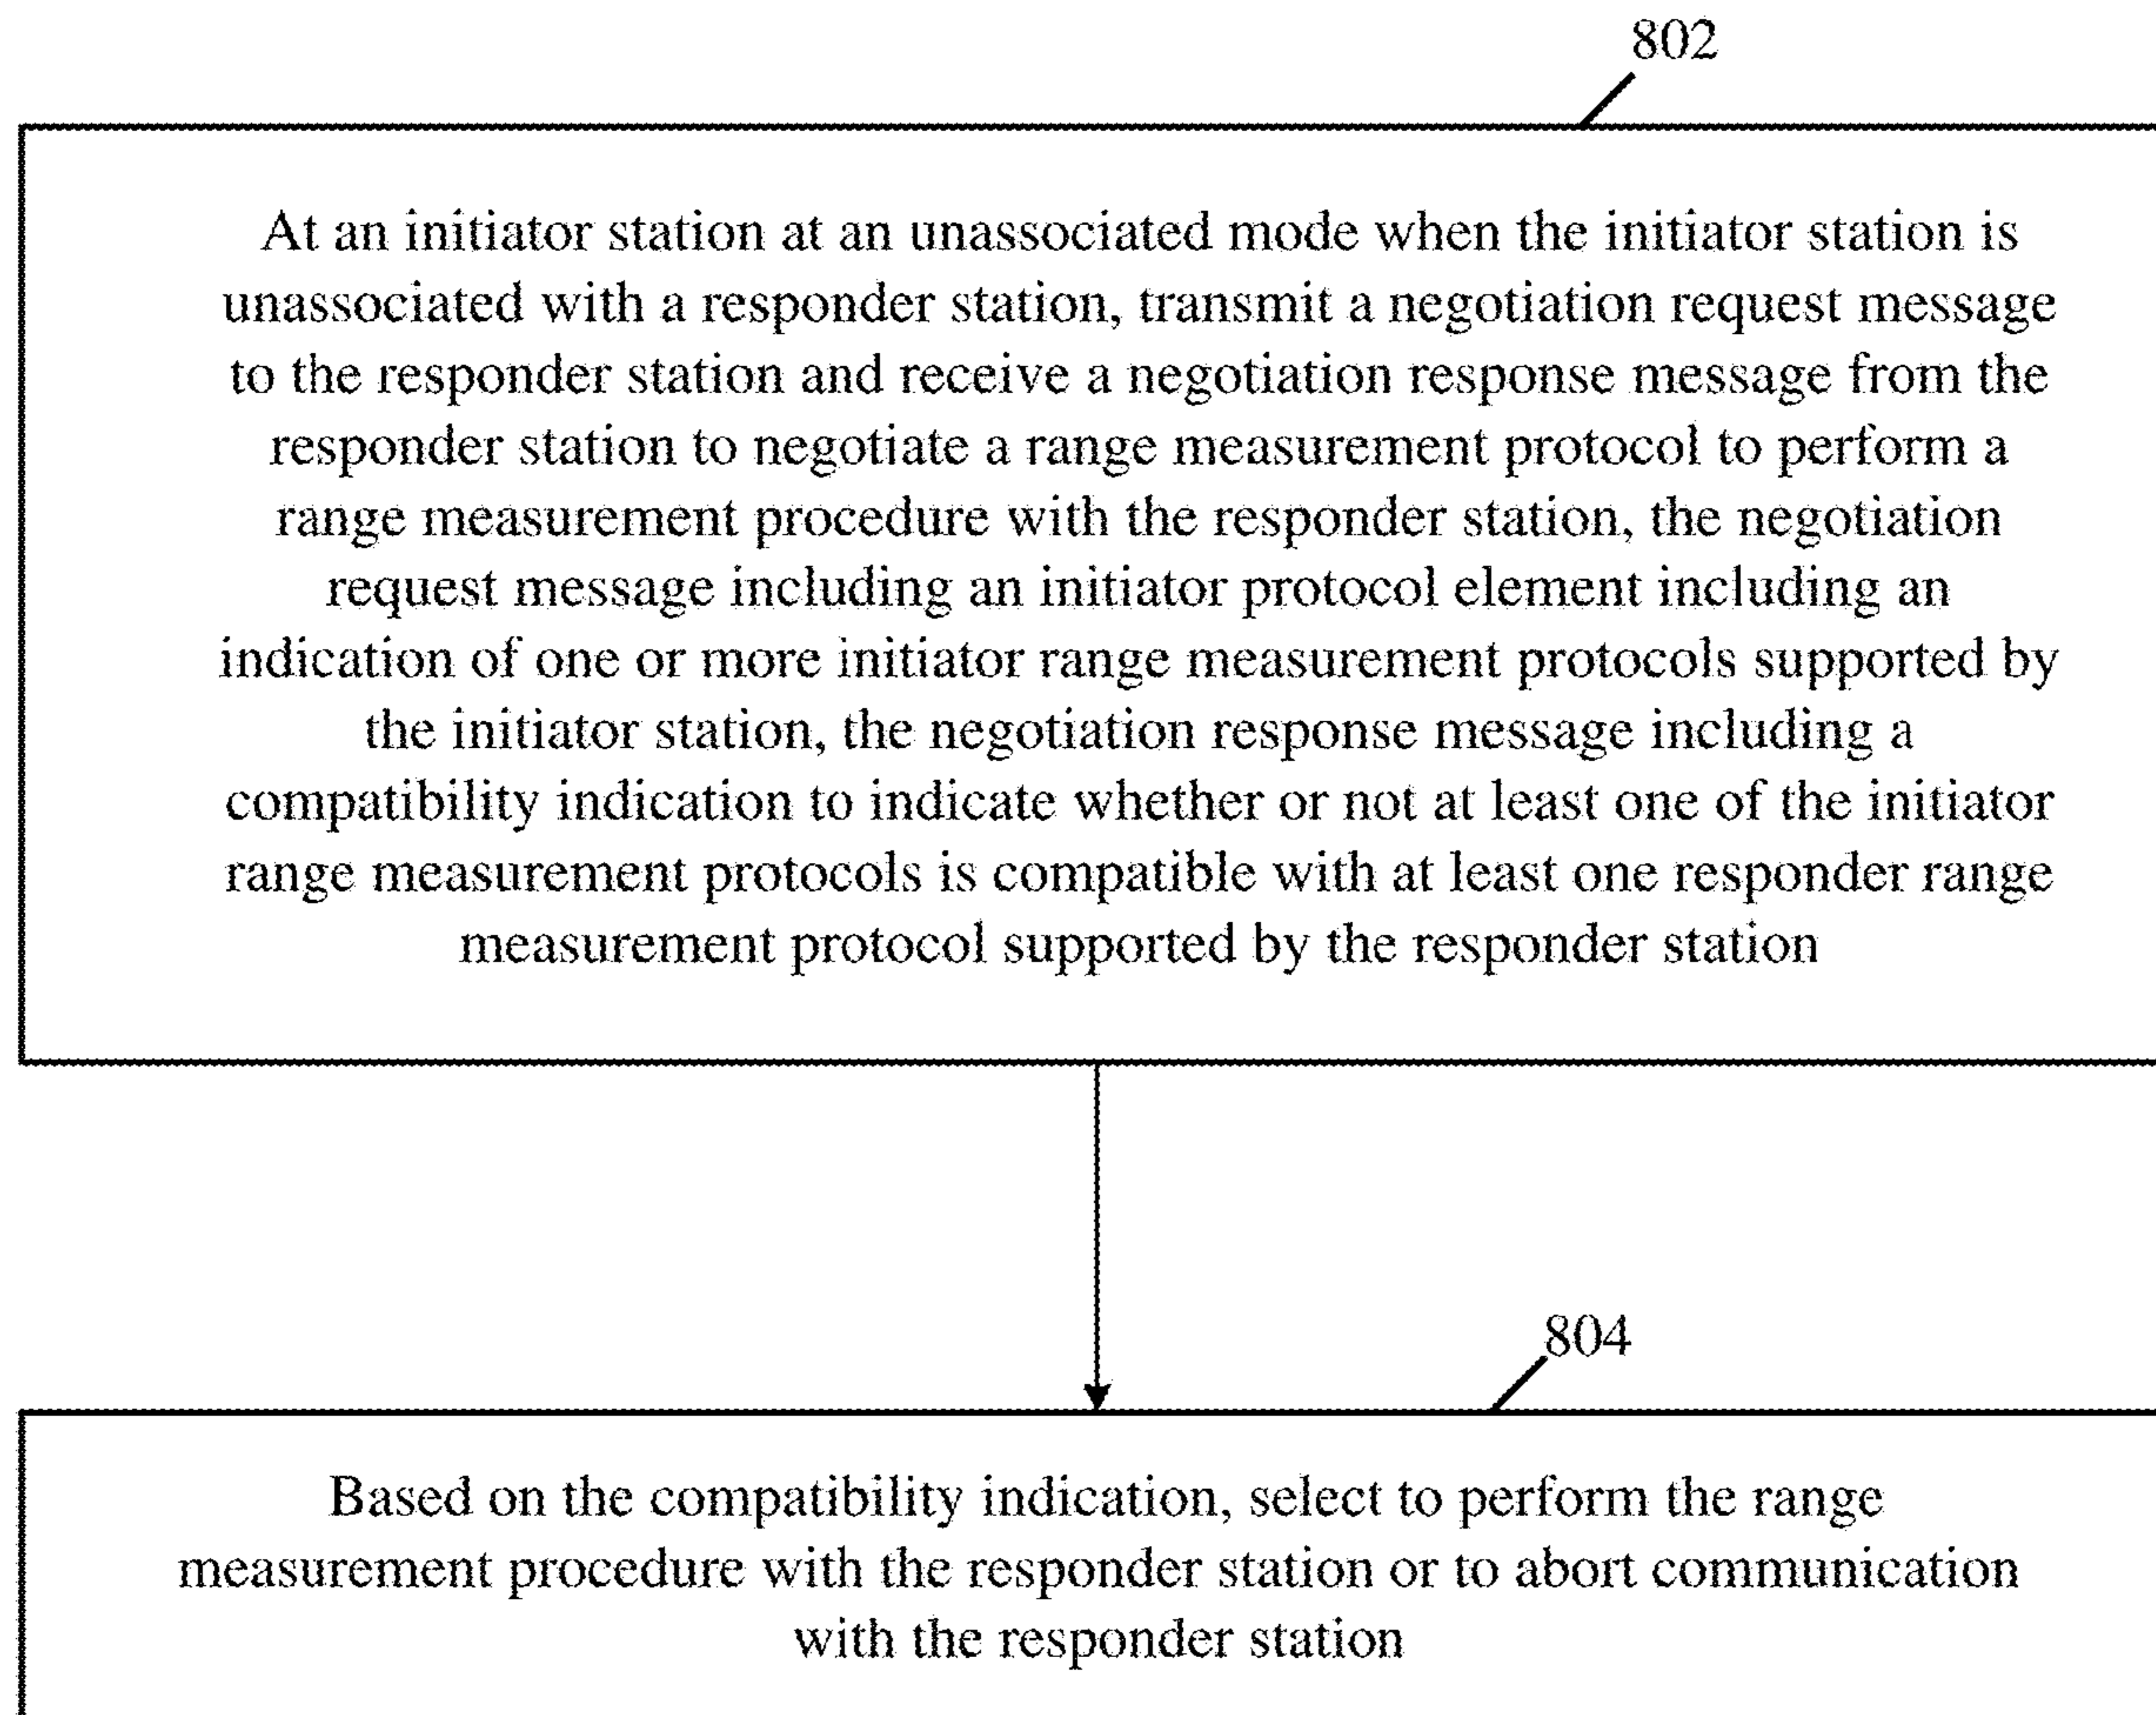 802
At an initiator station at an unassociated mode when the initiator station is
unassociated with a responder station, transmit a negotiation request message
to the responder station and receive a negotiation response message from the
responder station to negotiate a range measurement protocol to perform a
range measurement procedure with the responder station, the negotiation
request message including an initiator protocol element including an
indication of one or more initiator range measurement protocols supported by
the initiator station, the negotiation response message including a
compatibility indication to indicate whether or not at least one of the initiator
range measurement protocols is compatible with at least one responder range
measurement protocol supported by the responder station
804
Based on the compatibility indication, select to perform the range
measurement procedure with the responder station or to abort communication
with the responder station